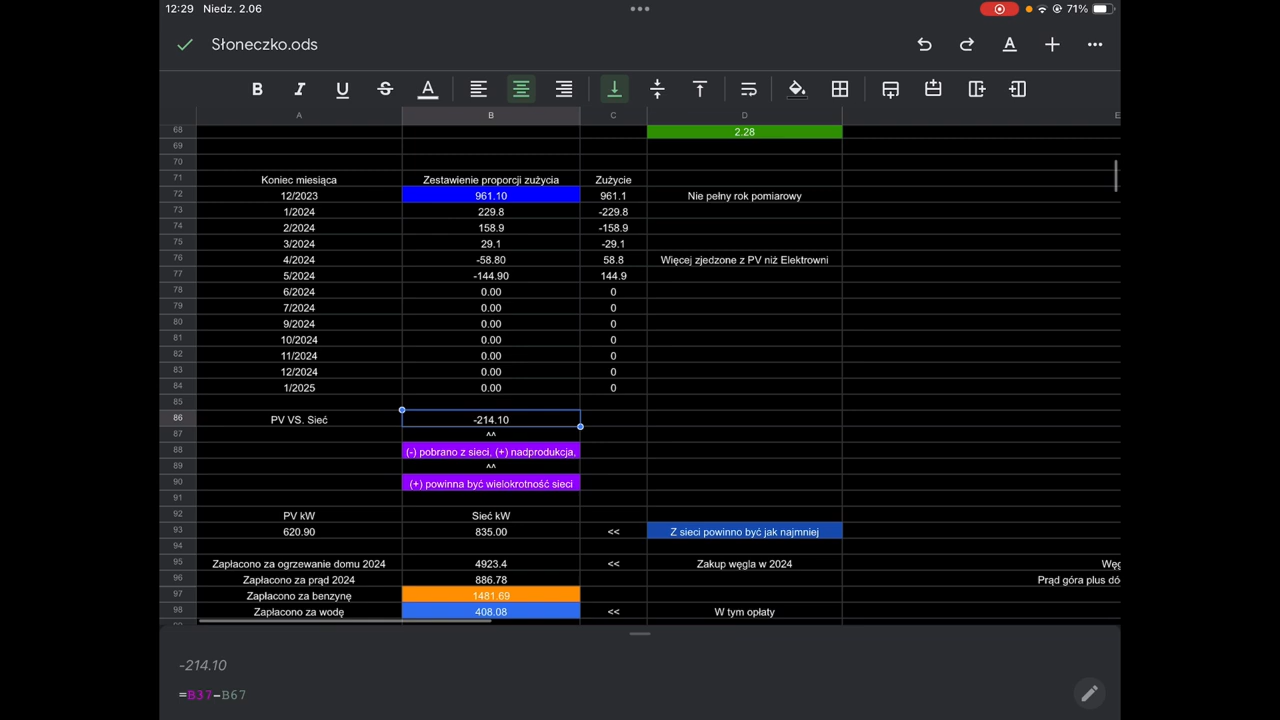 12:29 Niedz. 2.06 71%
Słoneczko.ods
B I U S A A
A B C D E
68 2.28
69
70
71 Koniec miesiąca Zestawienie proporcji zużycia Zużycie
72 12/2023 961.10 961.1 Nie pełny rok pomiarowy
73 1/2024 229.8 -229.8
74 2/2024 158.9 -158.9
75 3/2024 29.1 -29.1
76 4/2024 -58.80 58.8 Więcej zjedzone z PV niż Elektrowni
77 5/2024 -144.90 144.9
78 6/2024 0.00 0
79 7/2024 0.00 0
80 9/2024 0.00 0
81 10/2024 0.00 0
82 11/2024 0.00 0
83 12/2024 0.00 0
84 1/2025 0.00 0
85
86 PV VS. Sieć -214.10
87 ^^
88 (-) pobrano z sieci, (+) nadprodukcja,
89 ^^
90 (+) powinna być wielokrotność sieci
91
92 PV kW Sieć kW
93 620.90 835.00 << Z sieci powinno być jak najmniej
94
95 Zapłacono za ogrzewanie domu 2024 4923.4 << Zakup węgla w 2024 Węg
96 Zapłacono za prąd 2024 886.78 Prąd góra plus dó
97 Zapłacono za benzynę 1481.69
98 Zapłacono za wodę 408.08 << W tym opłaty
-214.10
=B37-B67